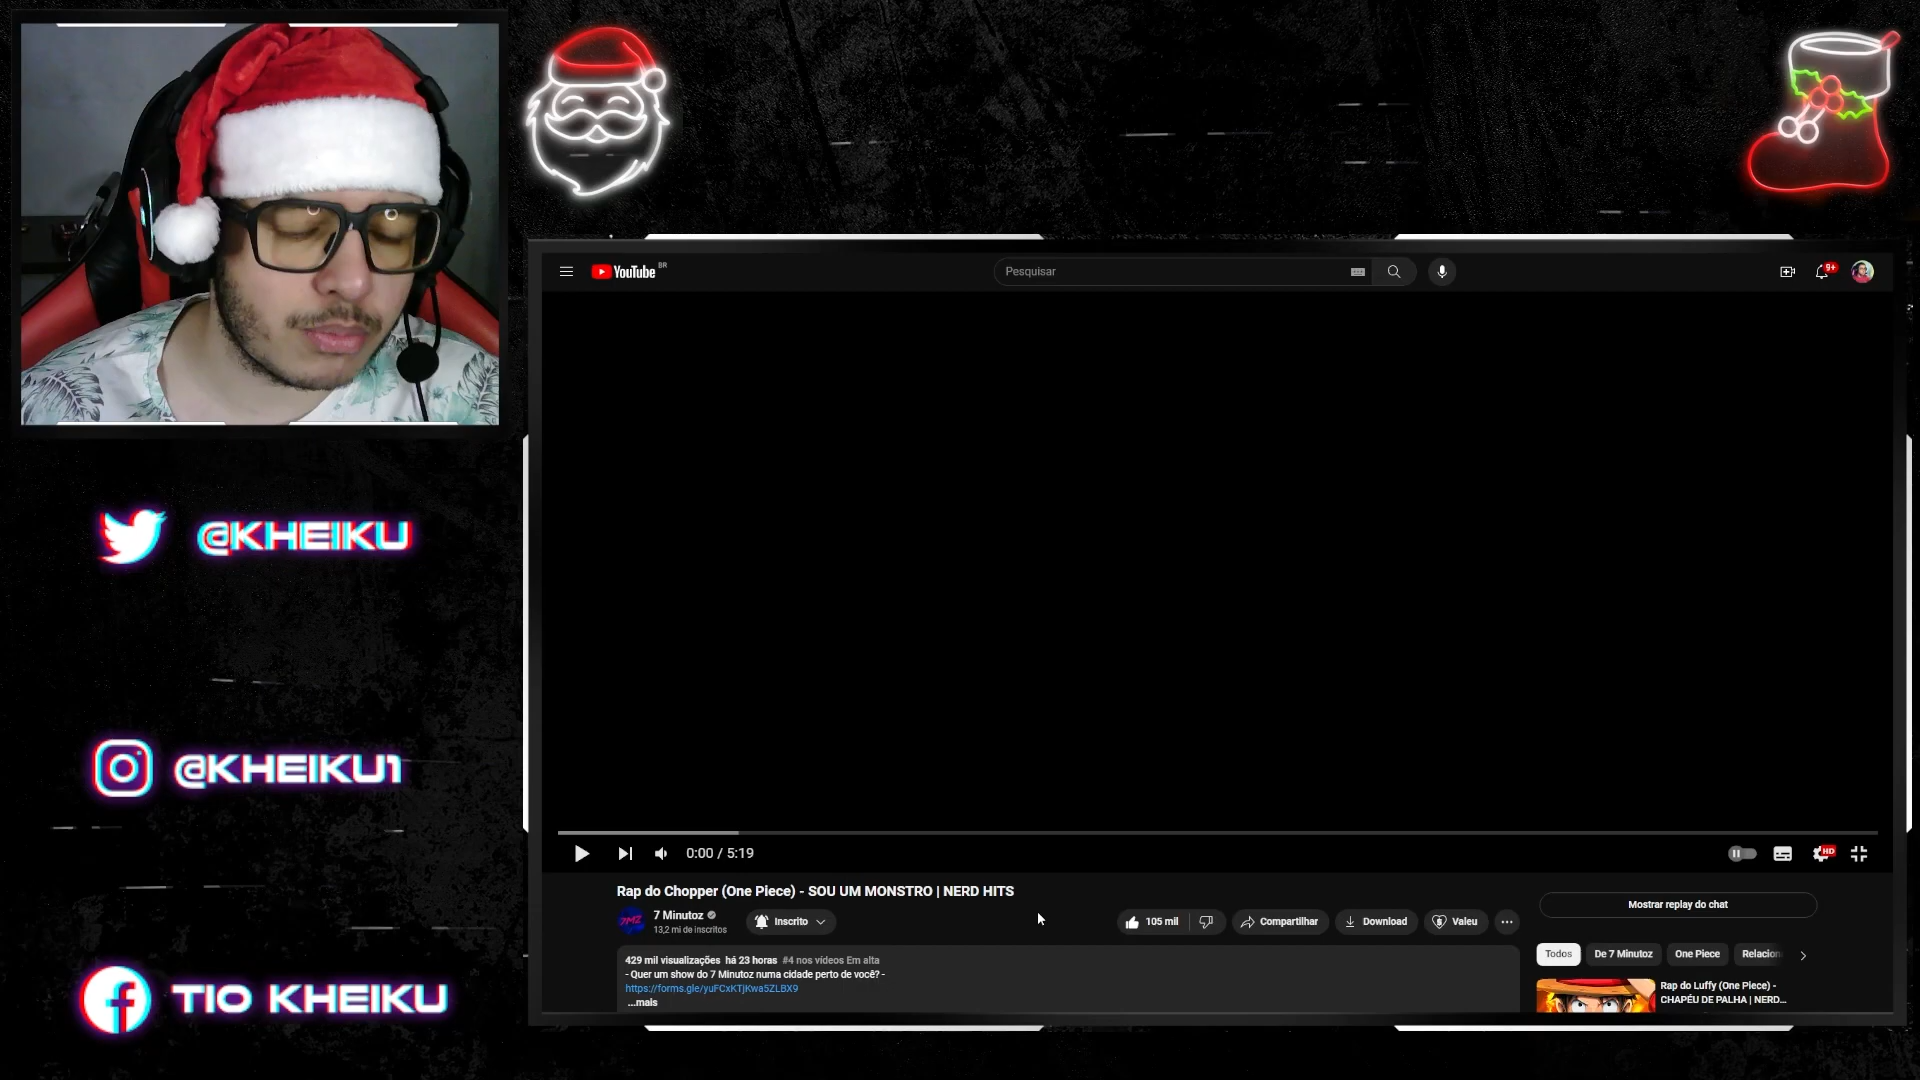 YouTube BR
Pesquisar
9+
@KHEIKU
@KHEIKU1
TIO KHEIKU
0:00 / 5:19
HD
Rap do Chopper (One Piece) - SOU UM MONSTRO | NERD HITS
7 Minutoz
13,2 mi de inscritos
Inscrito
105 mil
Compartilhar
Download
Valeu
429 mil visualizações há 23 horas #4 nos vídeos Em alta
- Quer um show do 7 Minutoz numa cidade perto de você? -
https://forms.gle/yuFCxKTjKwa5ZLBX9
...mais
Mostrar replay do chat
Todos
De 7 Minutoz
One Piece
Relacion
Rap do Luffy (One Piece) -
CHAPÉU DE PALHA | NERD...